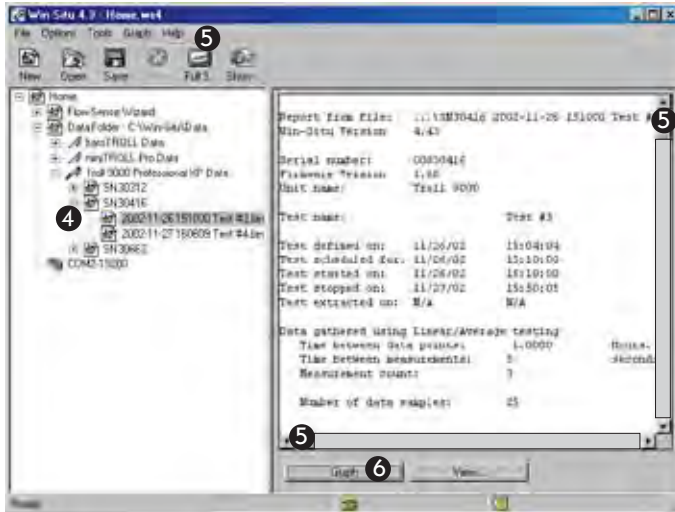 Win-Situ 4.3 - Home.ws4
File Options Tools Graph Help
5
New Open Save Full S.
Home
Flow-Sense Wizard
DataFolder - C:\Win-Situ\Data
baroTROLL Data
miniTROLL Pro Data
Troll 9000 Professional XP Data
SN30212
SN30416
4
2002-11-26 151000 Test #3.bin
2002-11-27 160609 Test #4.bin
SN30662
COM2-19200
Report from File: ...\SN30416 2002-11-26 151000 Test #
5
Win-Situ Version 4.43
Serial number: 00030416
Firmware Version
Unit name: Troll 9000
Test name: Test #3
Test defined on: 11/26/02 15:04:04
Test scheduled for: 11/26/02 15:10:00
Test started on: 11/26/02 15:10:00
Test stopped on: 11/27/02 15:50:05
Test extracted on: N/A N/A
Data gathered using Linear/Average testing
Time between data points: 1.0000 Hours.
Time between measurements: 5 Seconds
Measurement count: 3
Number of data samples: 25
5
Graph 6 View...
Ready